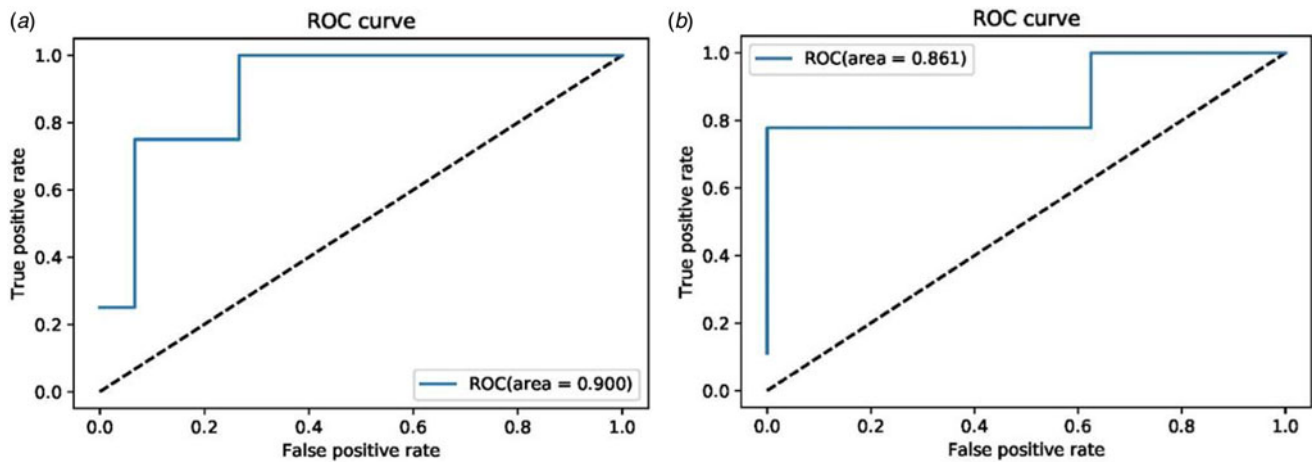 (a)
ROC curve
True positive rate
1.0
0.8
0.6
0.4
0.2
0.0
ROC(area = 0.900)
0.0 0.2 0.4 0.6 0.8 1.0
False positive rate
(b)
ROC curve
True positive rate
1.0
0.8
0.6
0.4
0.2
0.0
ROC(area = 0.861)
0.0 0.2 0.4 0.6 0.8 1.0
False positive rate